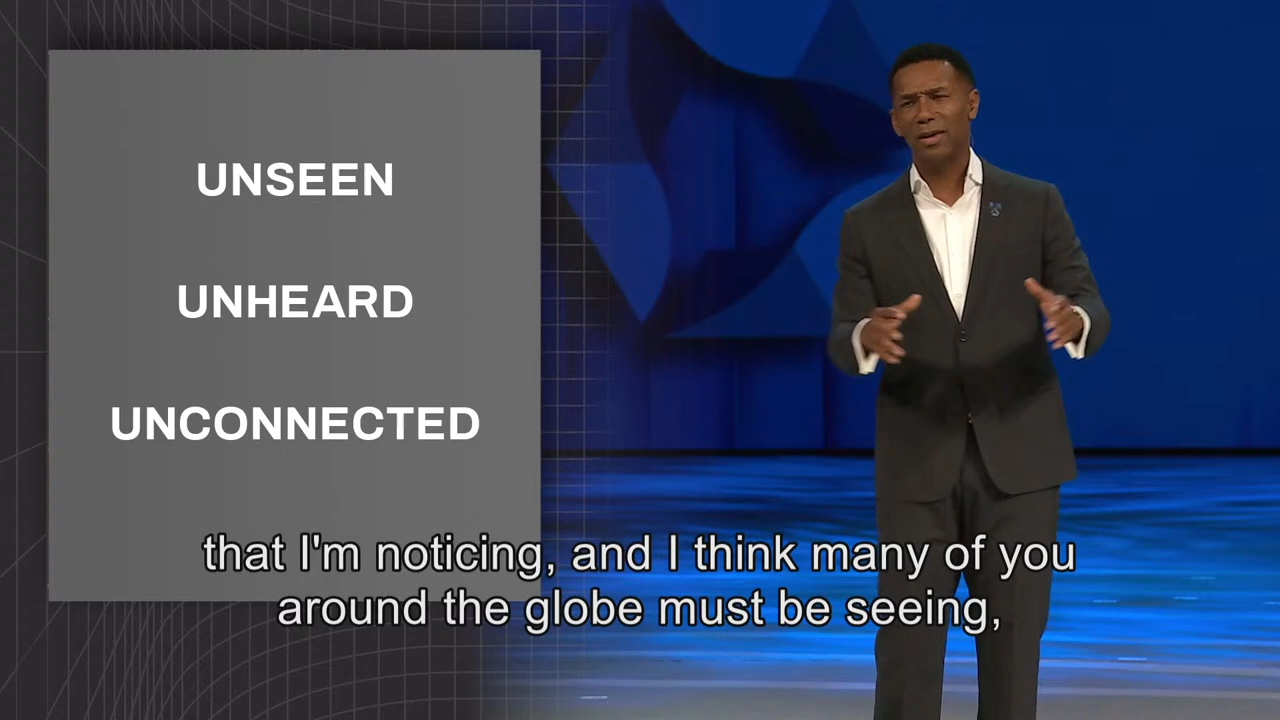 UNSEEN
UNHEARD
UNCONNECTED
that I'm noticing, and I think many of you
around the globe must be seeing,